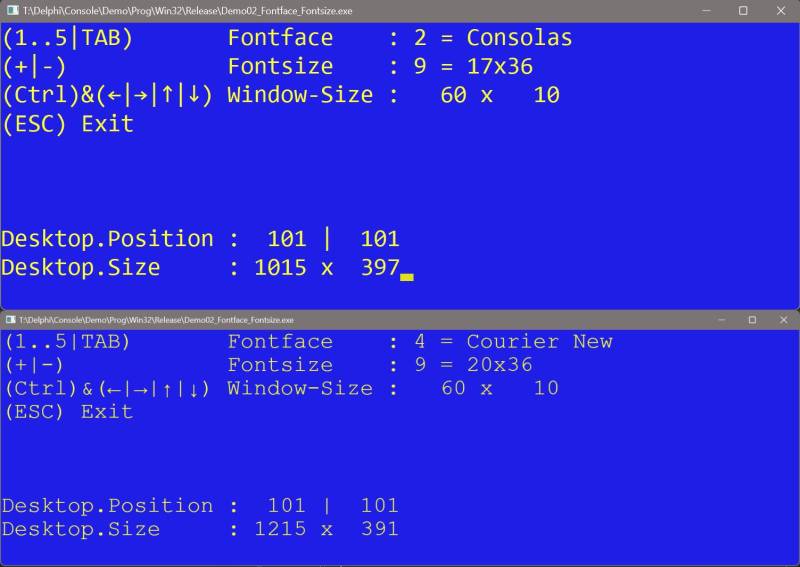 T:\Delphi\Console\Demo\Prog\Win32\Release\Demo02_Fontface_Fontsize.exe
(1..5|TAB) Fontface : 2 = Consolas
(+|-) Fontsize : 9 = 17x36
(Ctrl)&(←|→|↑|↓) Window-Size : 60 x 10
(ESC) Exit
Desktop.Position : 101 | 101
Desktop.Size : 1015 x 397
T:\Delphi\Console\Demo\Prog\Win32\Release\Demo02_Fontface_Fontsize.exe
(1..5|TAB) Fontface : 4 = Courier New
(+|-) Fontsize : 9 = 20x36
(Ctrl)&(←|→|↑|↓) Window-Size : 60 x 10
(ESC) Exit
Desktop.Position : 101 | 101
Desktop.Size : 1215 x 391